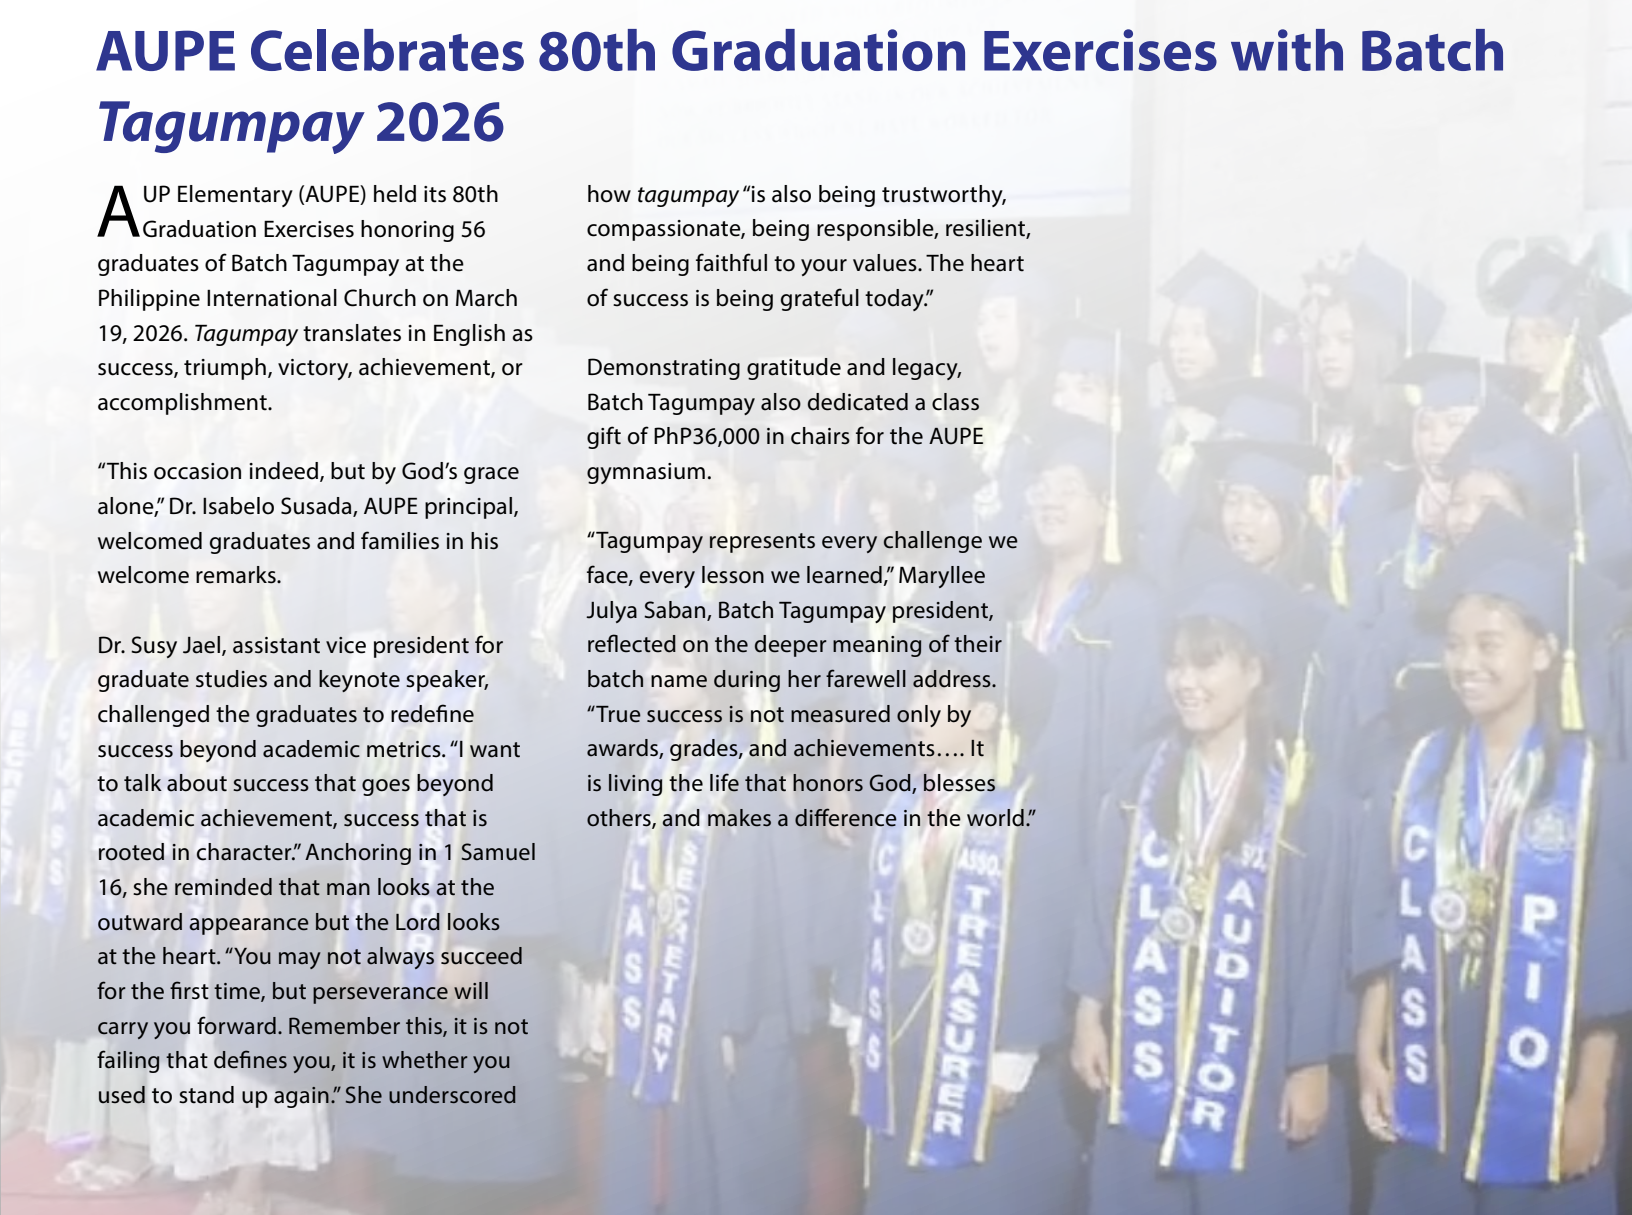 AUPE Celebrates 80th Graduation Exercises with Batch
Tagumpay 2026
AUP Elementary (AUPE) held its 80th
Graduation Exercises honoring 56
graduates of Batch Tagumpay at the
Philippine International Church on March
19, 2026. Tagumpay translates in English as
success, triumph, victory, achievement, or
accomplishment.
“This occasion indeed, but by God’s grace
alone,” Dr. Isabelo Susada, AUPE principal,
welcomed graduates and families in his
welcome remarks.
Dr. Susy Jael, assistant vice president for
graduate studies and keynote speaker,
challenged the graduates to redefine
success beyond academic metrics. “I want
to talk about success that goes beyond
academic achievement, success that is
rooted in character.” Anchoring in 1 Samuel
16, she reminded that man looks at the
outward appearance but the Lord looks
at the heart. “You may not always succeed
for the first time, but perseverance will
carry you forward. Remember this, it is not
failing that defines you, it is whether you
used to stand up again.” She underscored
how tagumpay “is also being trustworthy,
compassionate, being responsible, resilient,
and being faithful to your values. The heart
of success is being grateful today.”
Demonstrating gratitude and legacy,
Batch Tagumpay also dedicated a class
gift of PhP36,000 in chairs for the AUPE
gymnasium.
“Tagumpay represents every challenge we
face, every lesson we learned,” Maryllee
Julya Saban, Batch Tagumpay president,
reflected on the deeper meaning of their
batch name during her farewell address.
“True success is not measured only by
awards, grades, and achievements…. It
is living the life that honors God, blesses
others, and makes a difference in the world.”
CLASS
SECRETARY
CLASS
ASSO. TREASURER
CLASS
AUDITOR
CLASS
PIO